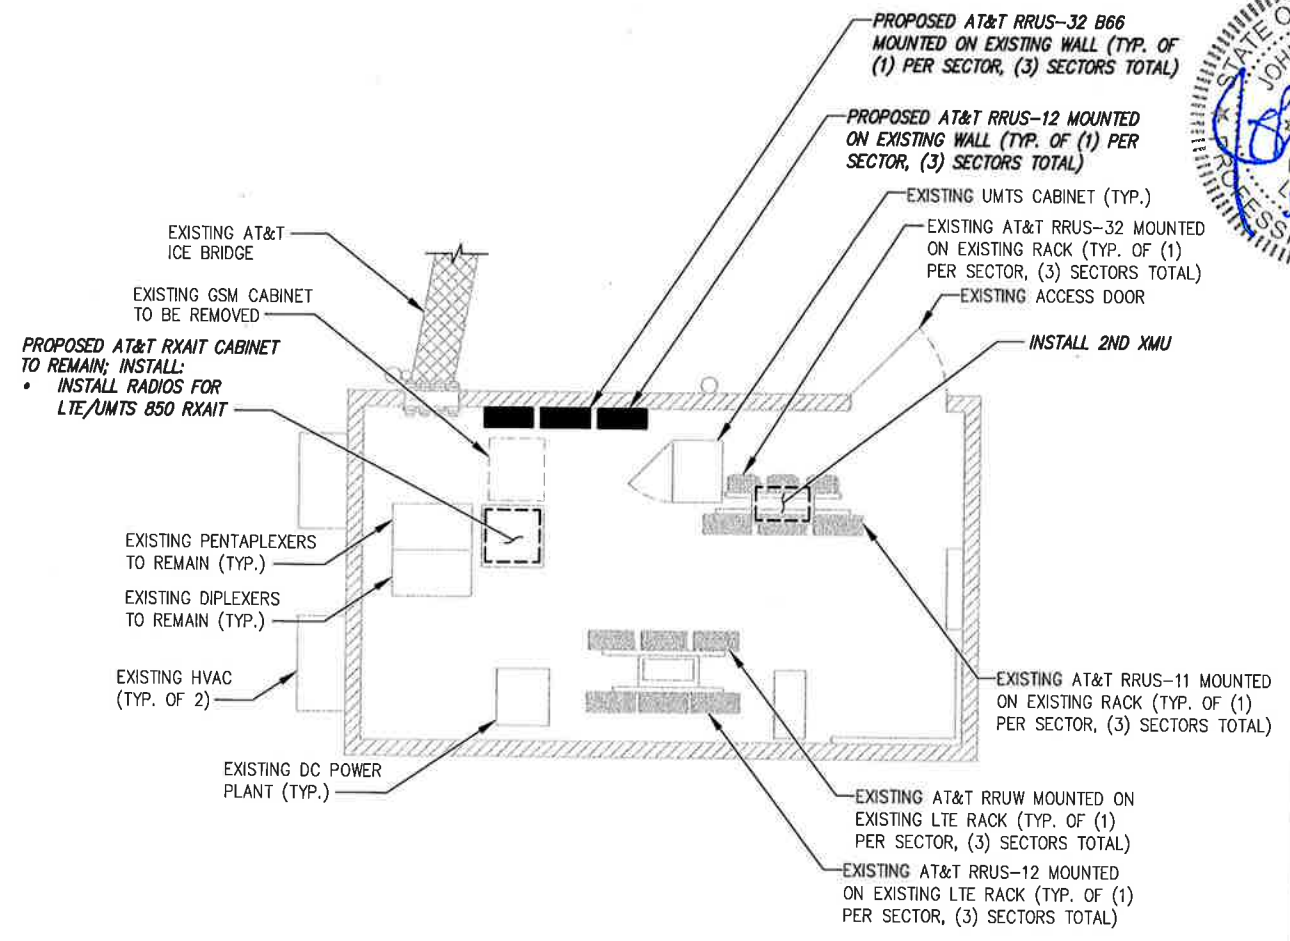 PROPOSED AT&T RRUS-32 B66
MOUNTED ON EXISTING WALL (TYP. OF
(1) PER SECTOR, (3) SECTORS TOTAL)
PROPOSED AT&T RRUS-12 MOUNTED
ON EXISTING WALL (TYP. OF (1) PER
SECTOR, (3) SECTORS TOTAL)
EXISTING UMTS CABINET (TYP.)
EXISTING AT&T RRUS-32 MOUNTED
ON EXISTING RACK (TYP. OF (1)
PER SECTOR, (3) SECTORS TOTAL)
EXISTING ACCESS DOOR
INSTALL 2ND XMU
EXISTING AT&T
ICE BRIDGE
EXISTING GSM CABINET
TO BE REMOVED
PROPOSED AT&T RXAIT CABINET
TO REMAIN; INSTALL:
• INSTALL RADIOS FOR
LTE/UMTS 850 RXAIT
EXISTING PENTAPLEXERS
TO REMAIN (TYP.)
EXISTING DIPLEXERS
TO REMAIN (TYP.)
EXISTING HVAC
(TYP. OF 2)
EXISTING DC POWER
PLANT (TYP.)
EXISTING AT&T RRUS-11 MOUNTED
ON EXISTING RACK (TYP. OF (1)
PER SECTOR, (3) SECTORS TOTAL)
EXISTING AT&T RRUW MOUNTED ON
EXISTING LTE RACK (TYP. OF (1)
PER SECTOR, (3) SECTORS TOTAL)
EXISTING AT&T RRUS-12 MOUNTED
ON EXISTING LTE RACK (TYP. OF (1)
PER SECTOR, (3) SECTORS TOTAL)
STATE O